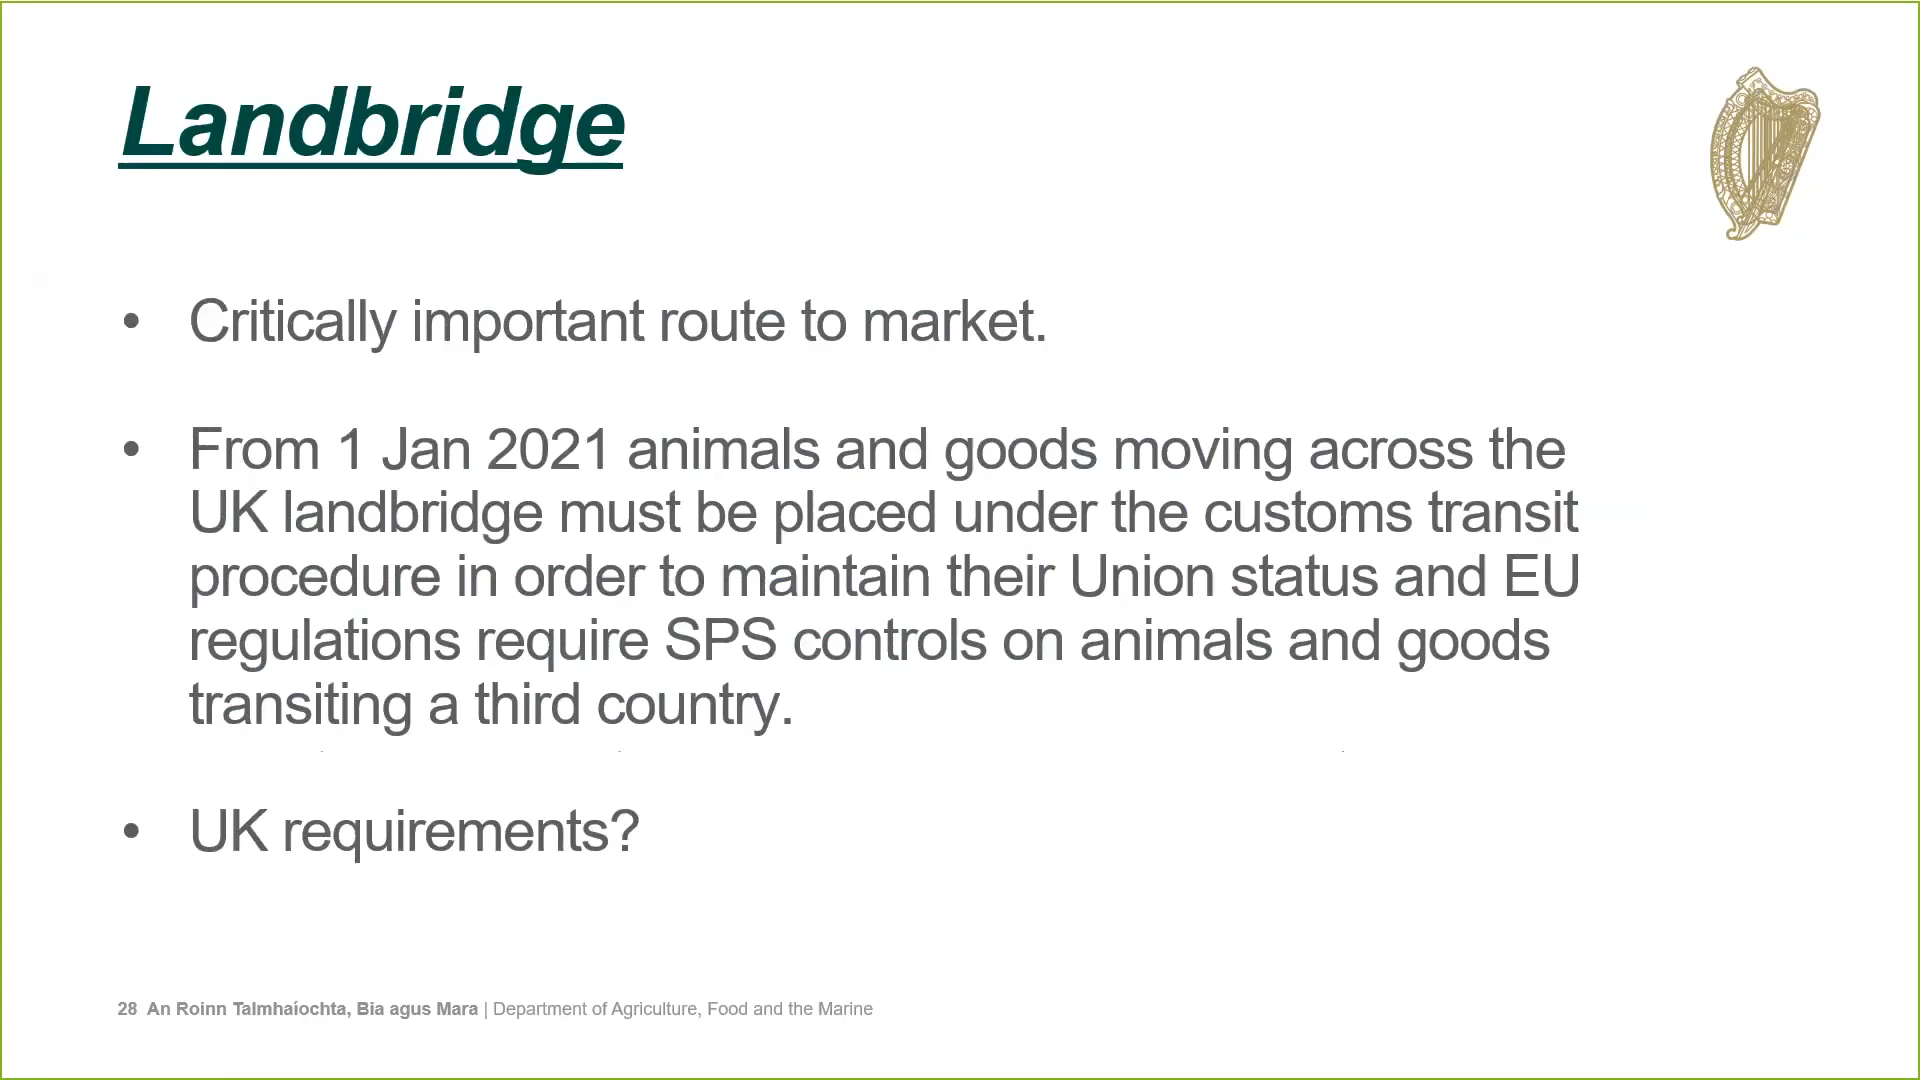 Landbridge
• Critically important route to market.
• From 1 Jan 2021 animals and goods moving across the
UK landbridge must be placed under the customs transit
procedure in order to maintain their Union status and EU
regulations require SPS controls on animals and goods
transiting a third country.
• UK requirements?
28 An Roinn Talmhaíochta, Bia agus Mara | Department of Agriculture, Food and the Marine